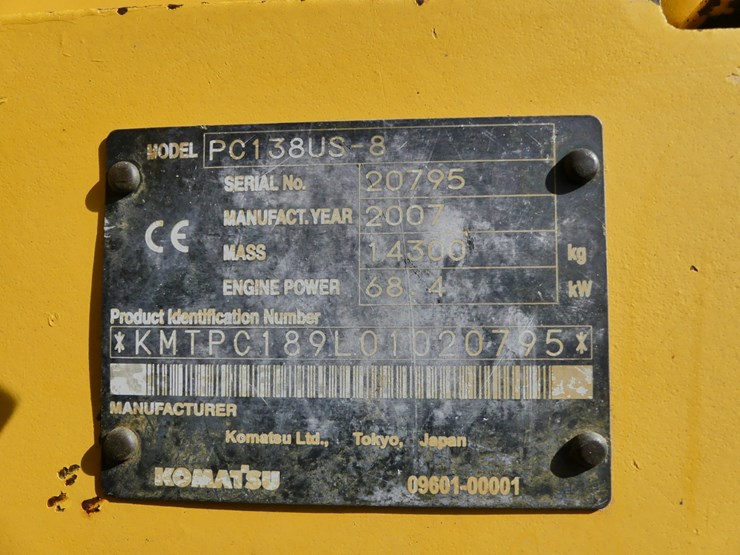 MODEL PC138US-8
SERIAL No. 20795
MANUFACT.YEAR 2007
CE
MASS 14300 kg
ENGINE POWER 68.4 kW
Product Identification Number
*KMTPC189L01020795*
MANUFACTURER
Komatsu Ltd., Tokyo, Japan
KOMATSU 09601-00001